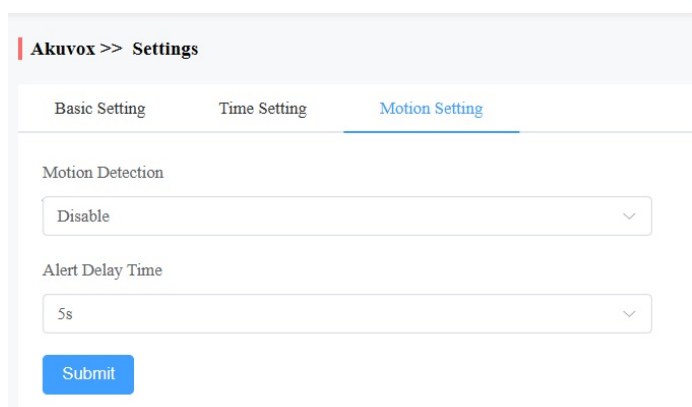 Akuvox >> Settings
Basic Setting Time Setting Motion Setting
Motion Detection
Disable
Alert Delay Time
5s
Submit